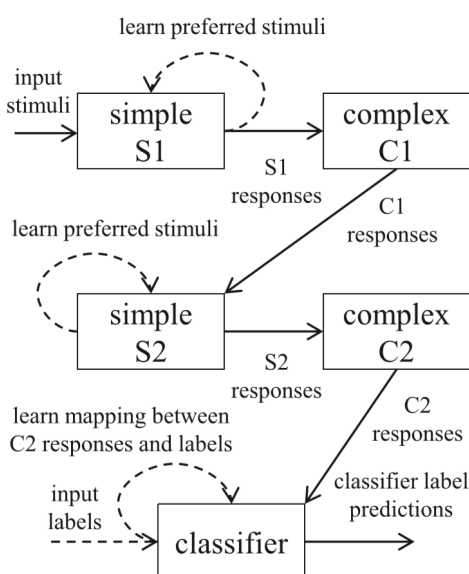 learn preferred stimuli
input
stimuli
simple
S1
complex
C1
S1
responses
C1
responses
learn preferred stimuli
simple
S2
complex
C2
S2
responses
C2
responses
learn mapping between
C2 responses and labels
input
labels
classifier
classifier label
predictions